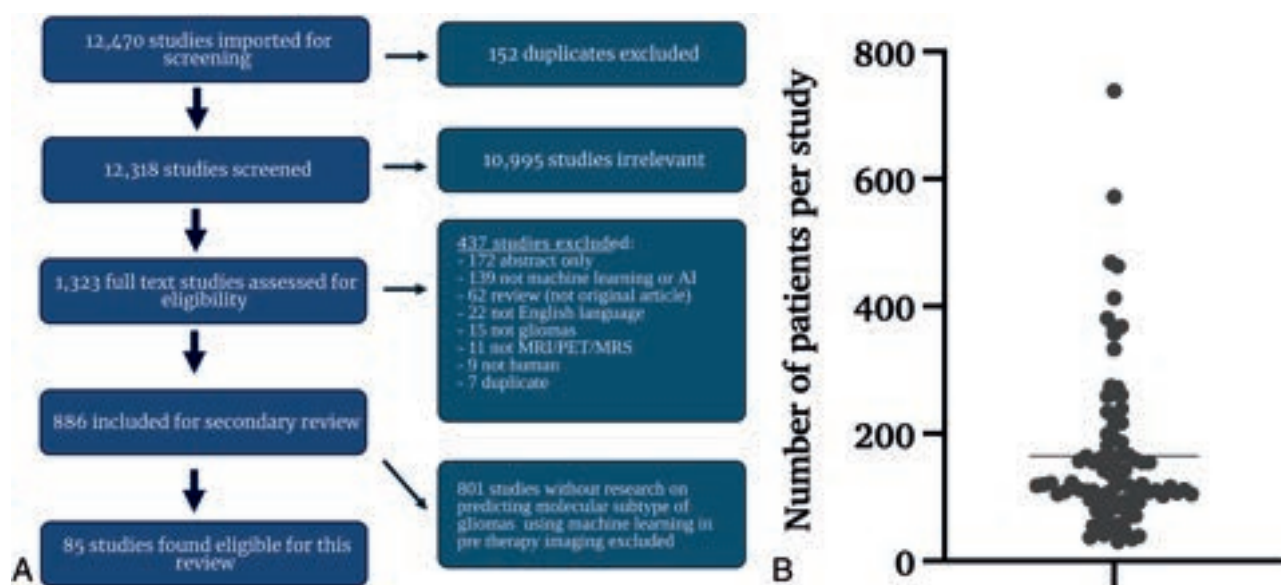 12,470 studies imported for
screening
152 duplicates excluded
12,318 studies screened
10,995 studies irrelevant
1,323 full text studies assessed for
eligibility
437 studies excluded:
- 172 abstract only
- 139 not machine learning or AI
- 62 review (not original article)
- 22 not English language
- 15 not gliomas
- 11 not MRI/PET/MRS
- 9 not human
- 7 duplicate
886 included for secondary review
801 studies without research on
predicting molecular subtype of
gliomas using machine learning in
pre therapy imaging excluded
85 studies found eligible for this
review
A
Number of patients per study
800
600
400
200
0
B